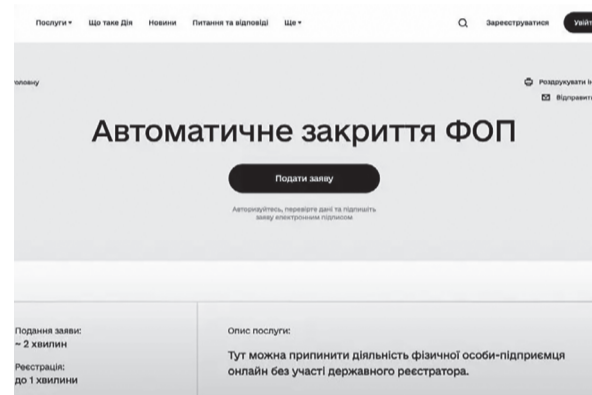 Послуги Що таке Дія Новини Питання та відповіді Ще Зареєструватися Увій
Роздрукувати
Відправит
Автоматичне закриття ФОП
Подати заяву
Авторизуйтесь, перевірте дані та підпишіть
заяву електронним підписом
Подання заяви:
~ 2 хвилин
Реєстрація:
до 1 хвилини
Опис послуги:
Тут можна припинити діяльність фізичної особи-підприємця
онлайн без участі державного реєстратора.